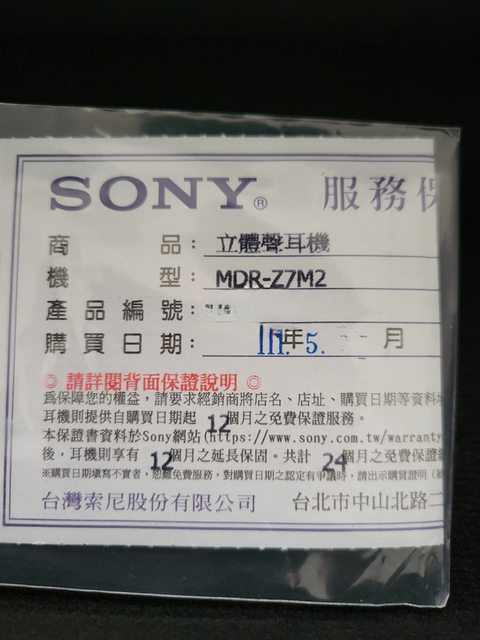 SONY® 服務保
商 品：立體聲耳機
機 型：MDR-Z7M2
產品編號：
購買日期： 111.年 5. 月
◎ 請詳閱背面保證說明 ◎
為保障您的權益，請要求經銷商將店名、店址、購買日期等資料
耳機則提供自購買日期起 12個月之免費保證服務。
本保證書資料於Sony網站(https://www.sony.com.tw/warranty
後，耳機則享有 12個月之延長保固。共計 24個月之免費保證
※購買日期填寫不實者，恕難免費服務，對購買日期之認定有爭議時，請出示購買證明
台灣索尼股份有限公司 台北市中山北路二